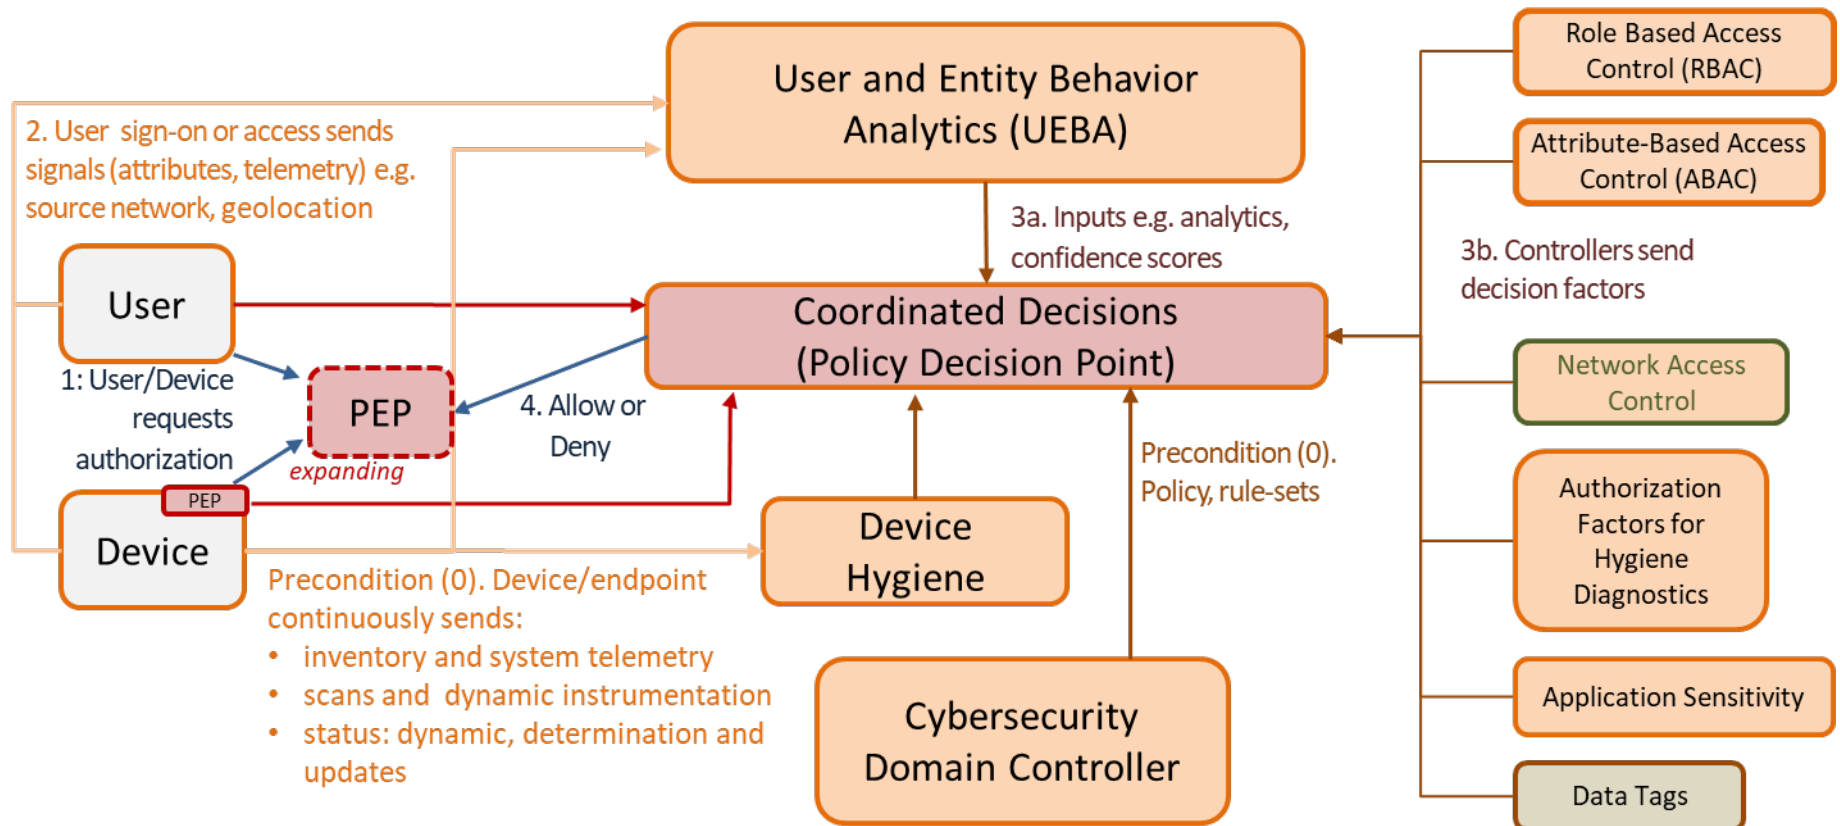 User and Entity Behavior
Analytics (UEBA)
Role Based Access
Control (RBAC)
Attribute-Based Access
Control (ABAC)
2. User sign-on or access sends
signals (attributes, telemetry) e.g.
source network, geolocation
3a. Inputs e.g. analytics,
confidence scores
3b. Controllers send
decision factors
User
Coordinated Decisions
(Policy Decision Point)
1: User/Device
requests
authorization
PEP
expanding
4. Allow or
Deny
Network Access
Control
PEP
Device
Precondition (0).
Policy, rule-sets
Device
Hygiene
Authorization
Factors for
Hygiene
Diagnostics
Precondition (0). Device/endpoint
continuously sends:
• inventory and system telemetry
• scans and dynamic instrumentation
• status: dynamic, determination and
updates
Cybersecurity
Domain Controller
Application Sensitivity
Data Tags